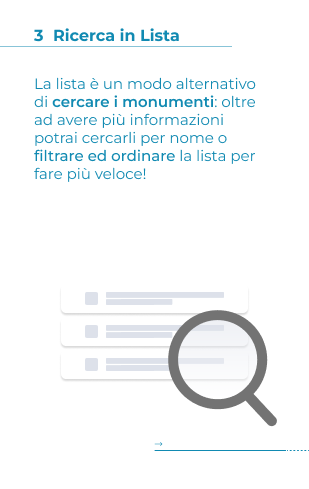 3 Ricerca in Lista
La lista è un modo alternativo
di cercare i monumenti: oltre
ad avere più informazioni
potrai cercarli per nome o
filtrare ed ordinare la lista per
fare più veloce!
→